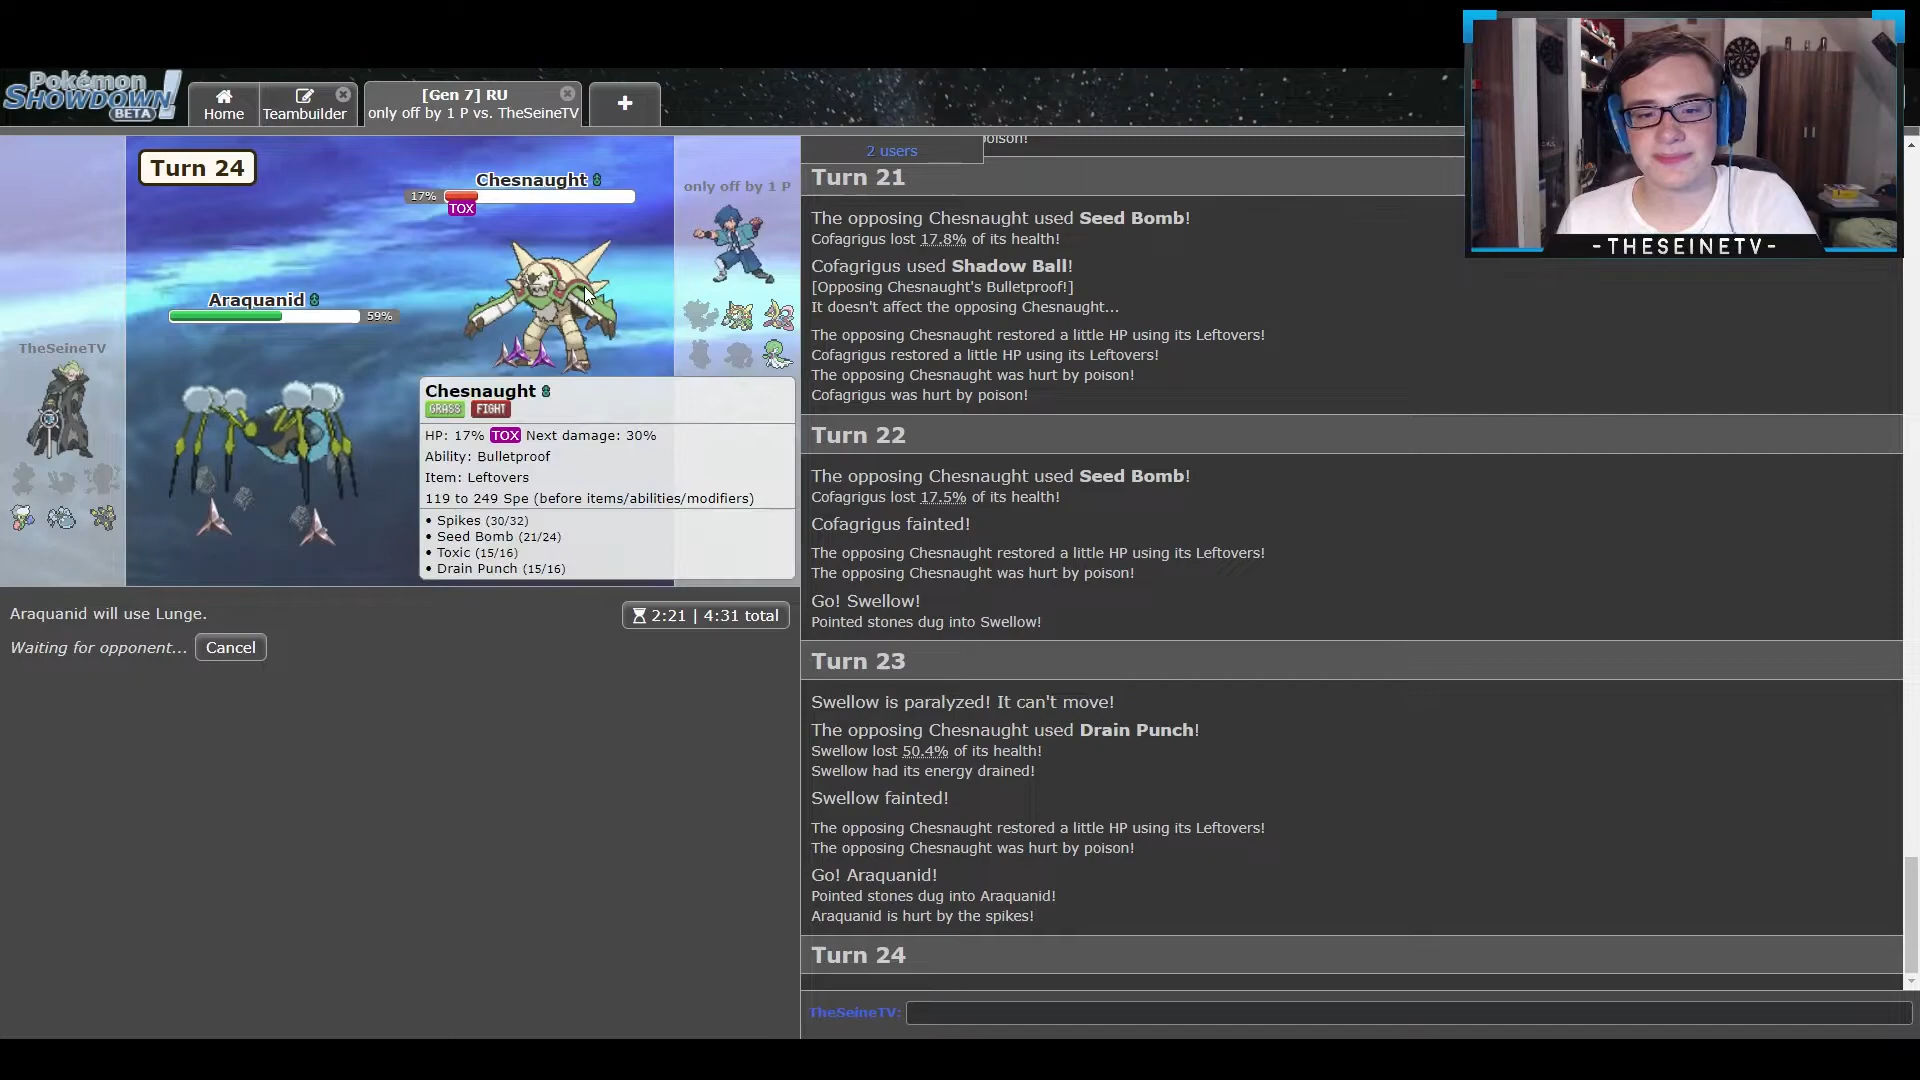 Pokémon
SHOWDOWN!
BETA
Home
Teambuilder
[Gen 7] RU
only off by 1 P vs. TheSeineTV
+
-THESEINETV-
Turn 24
Chesnaught
17%
TOX
Araquanid
59%
TheSeineTV
only off by 1 P
Chesnaught
GRASS FIGHT
HP: 17% TOX Next damage: 30%
Ability: Bulletproof
Item: Leftovers
119 to 249 Spe (before items/abilities/modifiers)
• Spikes (30/32)
• Seed Bomb (21/24)
• Toxic (15/16)
• Drain Punch (15/16)
Araquanid will use Lunge.
2:21 | 4:31 total
Waiting for opponent... Cancel
2 users
poison!
Turn 21
The opposing Chesnaught used Seed Bomb!
Cofagrigus lost 17.8% of its health!
Cofagrigus used Shadow Ball!
[Opposing Chesnaught's Bulletproof!]
It doesn't affect the opposing Chesnaught...
The opposing Chesnaught restored a little HP using its Leftovers!
Cofagrigus restored a little HP using its Leftovers!
The opposing Chesnaught was hurt by poison!
Cofagrigus was hurt by poison!
Turn 22
The opposing Chesnaught used Seed Bomb!
Cofagrigus lost 17.5% of its health!
Cofagrigus fainted!
The opposing Chesnaught restored a little HP using its Leftovers!
The opposing Chesnaught was hurt by poison!
Go! Swellow!
Pointed stones dug into Swellow!
Turn 23
Swellow is paralyzed! It can't move!
The opposing Chesnaught used Drain Punch!
Swellow lost 50.4% of its health!
Swellow had its energy drained!
Swellow fainted!
The opposing Chesnaught restored a little HP using its Leftovers!
The opposing Chesnaught was hurt by poison!
Go! Araquanid!
Pointed stones dug into Araquanid!
Araquanid is hurt by the spikes!
Turn 24
TheSeineTV: